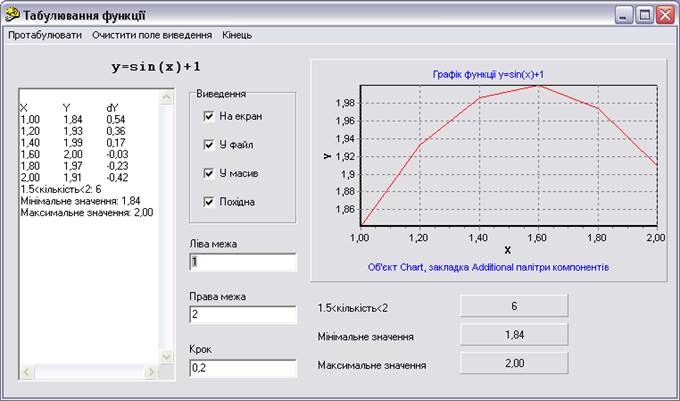 Табулювання функції
Протабулювати Очистити поле виведення Кінець
y=sin(x)+1
X Y dY
1,00 1,84 0,54
1,20 1,93 0,36
1,40 1,99 0,17
1,60 2,00 -0,03
1,80 1,97 -0,23
2,00 1,91 -0,42
1.5<кількість<2: 6
Мінімальне значення: 1,84
Максимальне значення: 2,00
Виведення
На екран
У файл
У масив
Похідна
Ліва межа
1
Права межа
2
Крок
0,2
Графік функції y=sin(x)+1
1,98
1,96
1,94
1,92
1,9
1,88
1,86
Y
1,00 1,20 1,40 1,60 1,80 2,00
X
Об'єкт Chart, закладка Additional палітри компонентів
1.5<кількість<2 6
Мінімальне значення 1,84
Максимальне значення 2,00